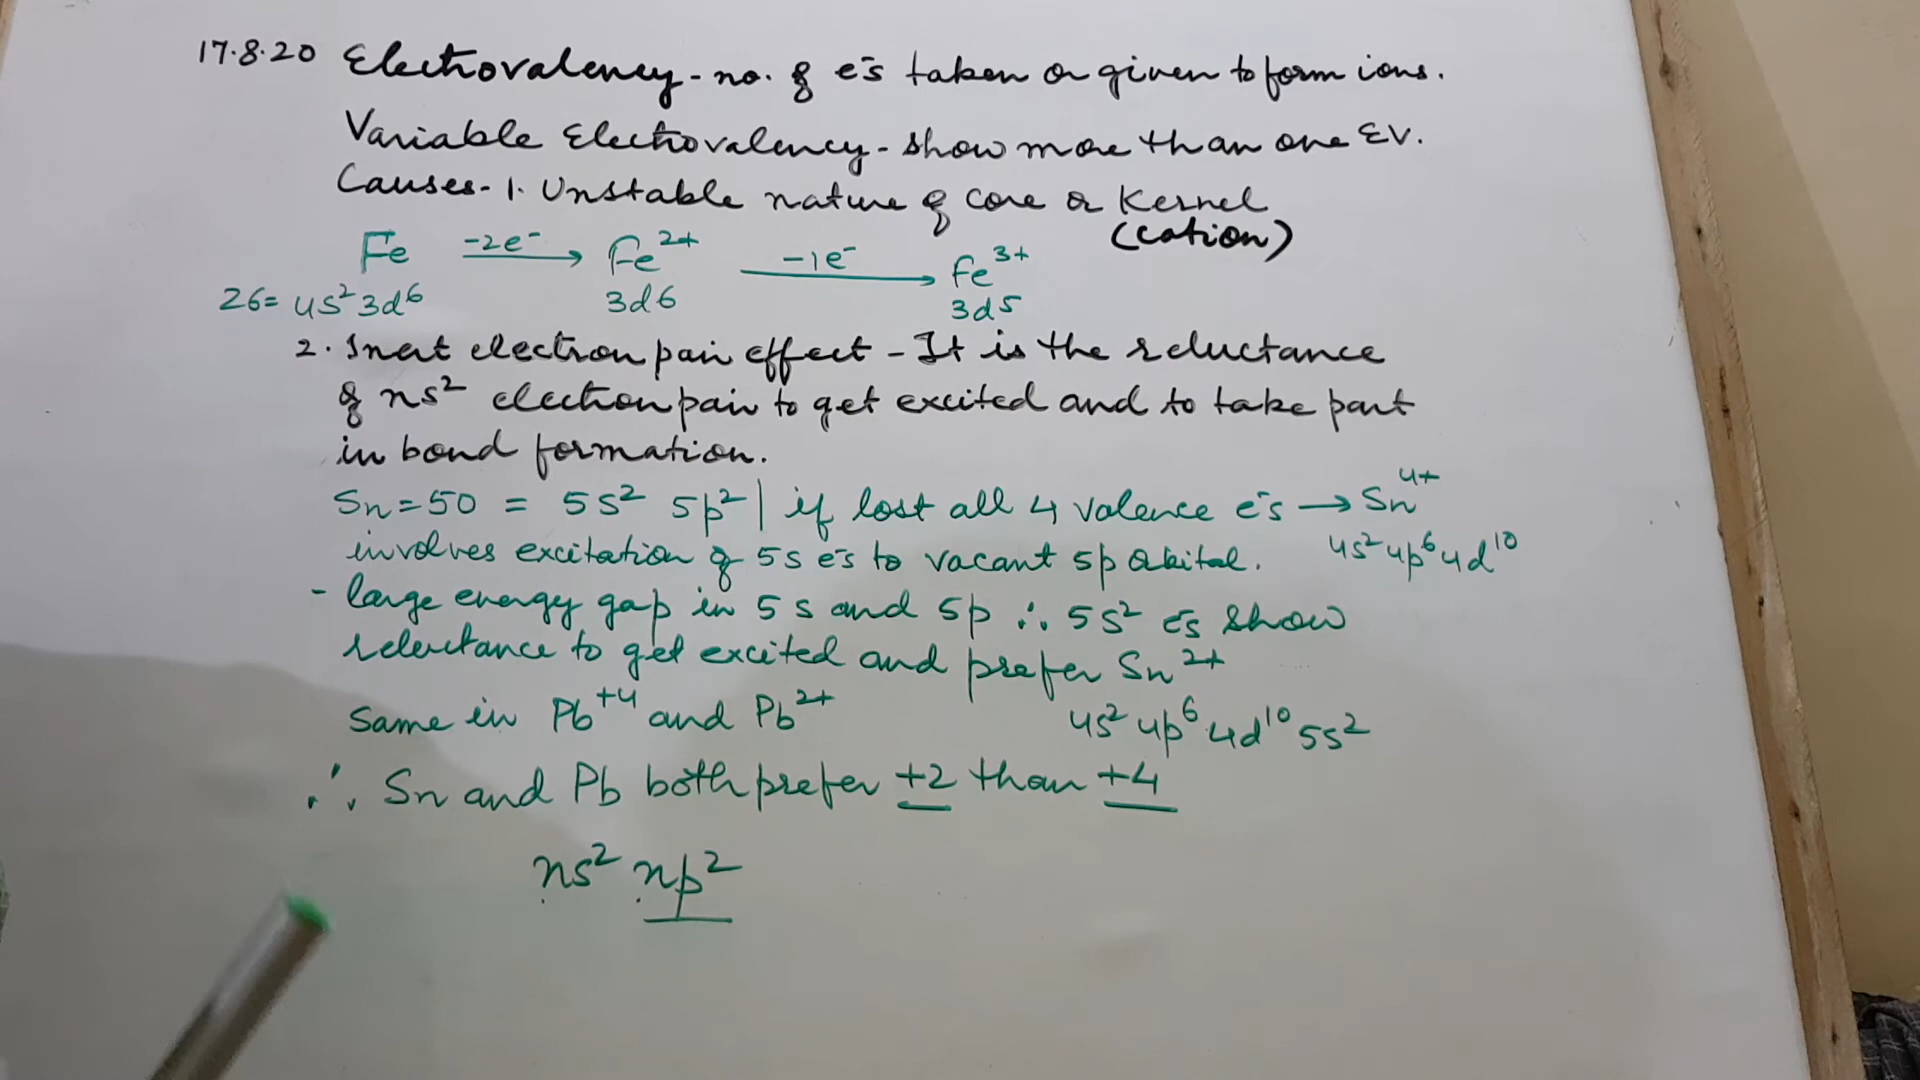 17.8.20 Electrovalency - no. of e⁻s taken or given to form ions.
Variable Electrovalency - show more than one EV.
Causes - 1. Unstable nature of core or Kernel
(cation)
Fe -2e⁻ → Fe²⁺ -1e⁻ → Fe³⁺
26 = 4s² 3d⁶ 3d6 3d5
2. Inert electron pair effect - It is the reluctance
of ns² electron pair to get excited and to take part
in bond formation.
Sn = 50 = 5s² 5p² | if lost all 4 valence e⁻s → Sn⁴⁺
involves excitation of 5s e⁻s to vacant 5p orbital. 4s² 4p⁶ 4d¹⁰
- large energy gap in 5s and 5p ∴ 5s² e⁻s show
reluctance to get excited and prefer Sn²⁺
Same in Pb⁺⁴ and Pb²⁺ 4s² 4p⁶ 4d¹⁰ 5s²
∴ Sn and Pb both prefer +2 than +4
ns² np²